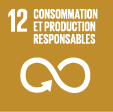 12 CONSOMMATION
ET PRODUCTION
RESPONSABLES